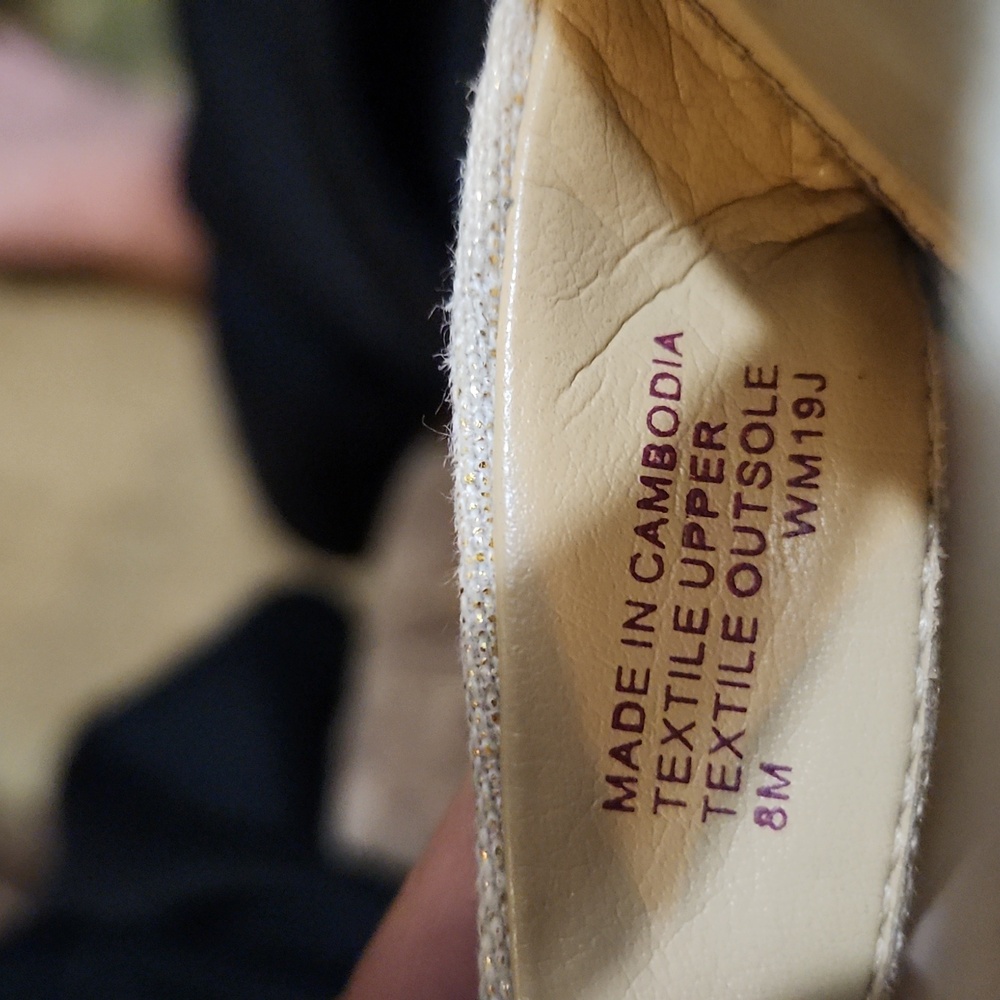 MADE IN CAMBODIA
TEXTILE UPPER
TEXTILE OUTSOLE
8M WM19J